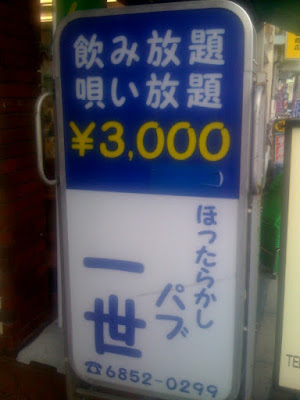 飲み放題
唄い放題
¥3,000
ほったらかし
パブ
一世
☎6852-0299